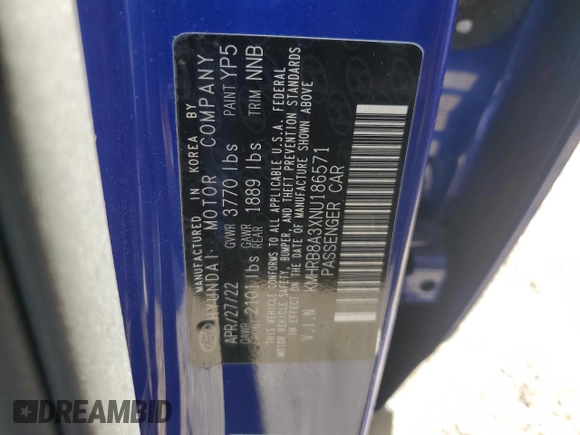 MANUFACTURED IN KOREA BY
HYUNDAI MOTOR COMPANY
APR/27/22 GVWR 3770 lbs PAINT YP5
GAWR FRONT 2101 lbs GAWR REAR 1889 lbs TRIM NNB
THIS VEHICLE CONFORMS TO ALL APPLICABLE U.S.A. FEDERAL
MOTOR VEHICLE SAFETY, BUMPER, AND THEFT PREVENTION STANDARDS
IN EFFECT ON THE DATE OF MANUFACTURE SHOWN ABOVE
V.I.N KMHRB8A3XNU186571
PASSENGER CAR
DREAMBID